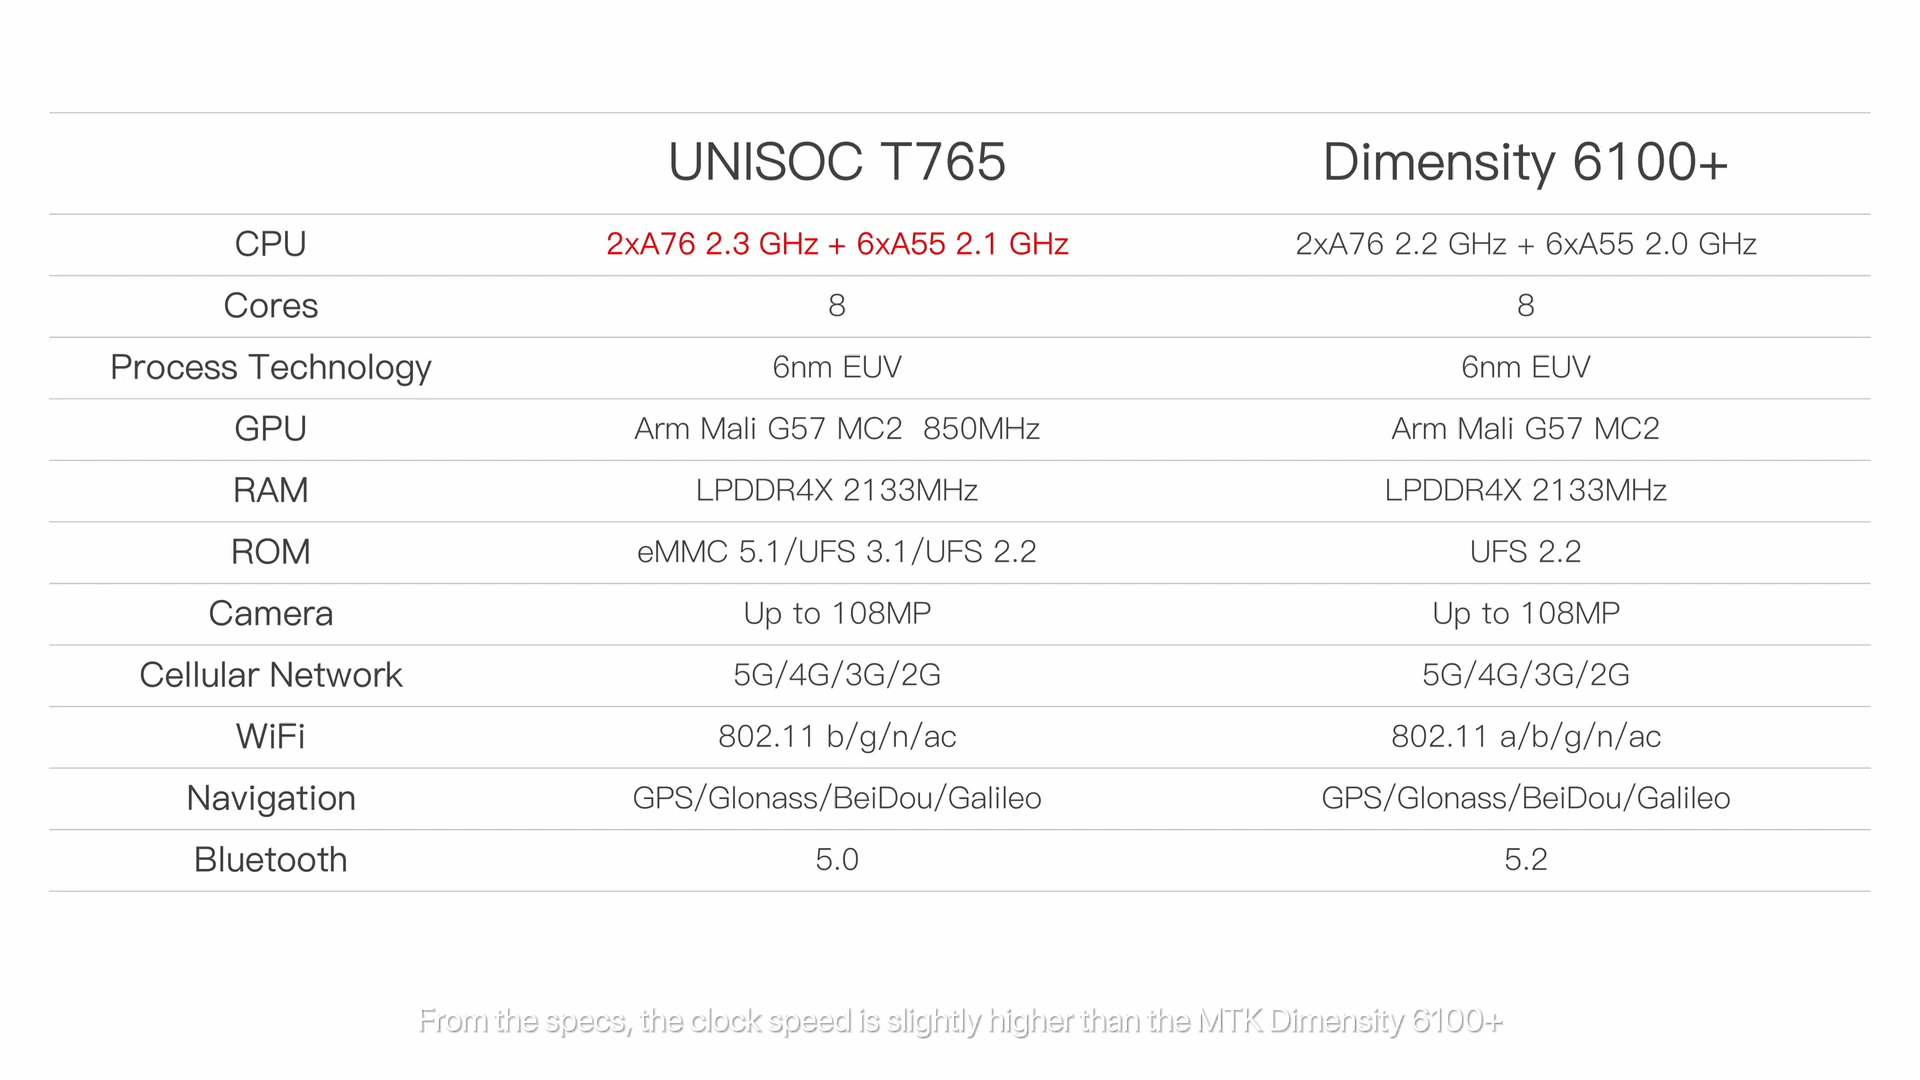 UNISOC T765 Dimensity 6100+
CPU 2xA76 2.3 GHz + 6xA55 2.1 GHz 2xA76 2.2 GHz + 6xA55 2.0 GHz
Cores 8 8
Process Technology 6nm EUV 6nm EUV
GPU Arm Mali G57 MC2 850MHz Arm Mali G57 MC2
RAM LPDDR4X 2133MHz LPDDR4X 2133MHz
ROM eMMC 5.1/UFS 3.1/UFS 2.2 UFS 2.2
Camera Up to 108MP Up to 108MP
Cellular Network 5G/4G/3G/2G 5G/4G/3G/2G
WiFi 802.11 b/g/n/ac 802.11 a/b/g/n/ac
Navigation GPS/Glonass/BeiDou/Galileo GPS/Glonass/BeiDou/Galileo
Bluetooth 5.0 5.2
From the specs, the clock speed is slightly higher than the MTK Dimensity 6100+